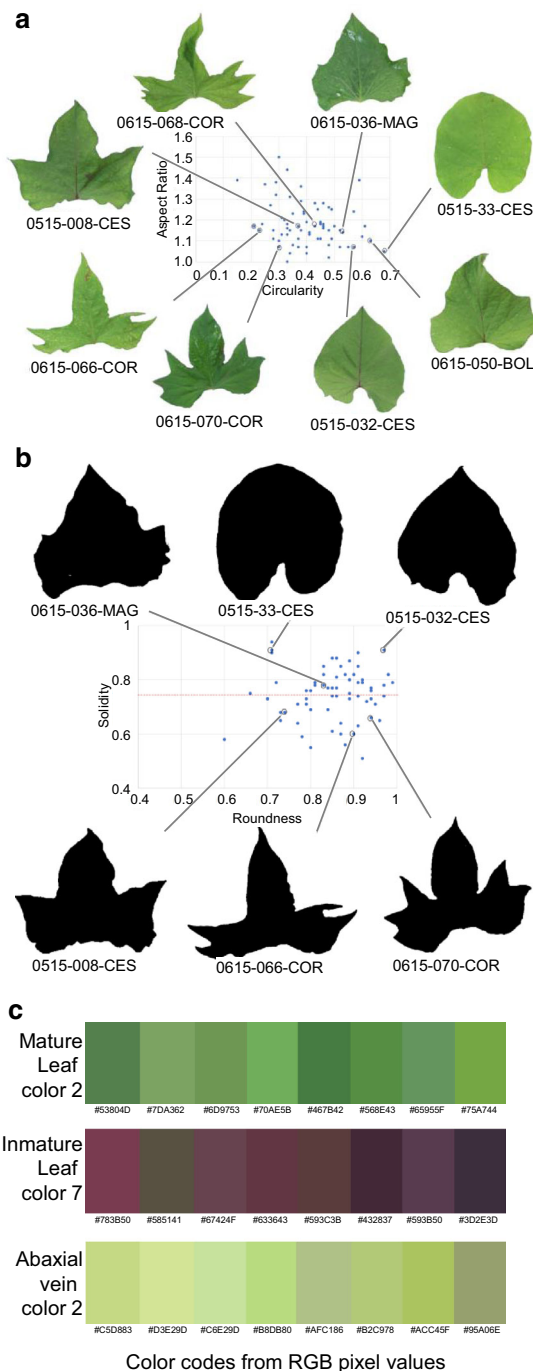 a
0615-068-COR
0615-036-MAG
0515-008-CES
0515-33-CES
Aspect Ratio
1.6
1.5
1.4
1.3
1.2
1.1
1.0
0.0 0.1 0.2 0.3 0.4 0.5 0.6 0.7
Circularity
0615-066-COR
0615-070-COR
0515-032-CES
0615-050-BOL
b
0615-036-MAG
0515-33-CES
0515-032-CES
Solidity
1
0.8
0.6
0.4
0.4 0.5 0.6 0.7 0.8 0.9 1
Roundness
0515-008-CES
0615-066-COR
0615-070-COR
c
Mature
Leaf
color 2
#53804D #7DA362 #6D9753 #70AE5B #467B42 #568E43 #65955F #75A744
Inmature
Leaf
color 7
#783B50 #585141 #67424F #633643 #593C3B #432837 #593B50 #3D2E3D
Abaxial
vein
color 2
#C5D883 #D3E29D #C6E29D #B8DB80 #AFC186 #B2C978 #ACC45F #95A06E
Color codes from RGB pixel values